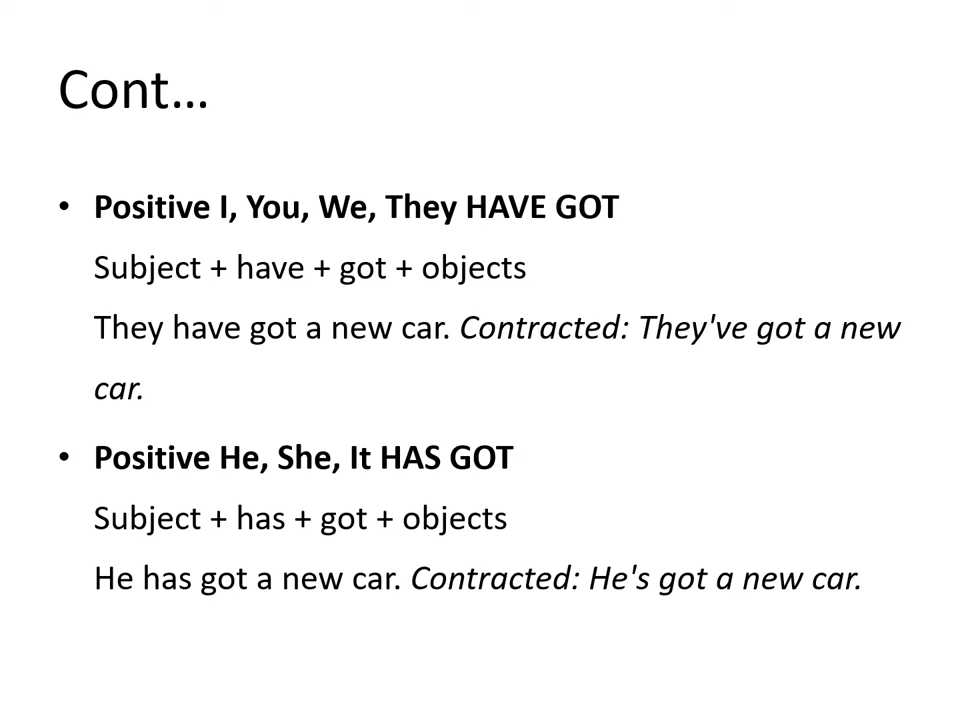 Cont…
• Positive I, You, We, They HAVE GOT
Subject + have + got + objects
They have got a new car. Contracted: They've got a new
car.
• Positive He, She, It HAS GOT
Subject + has + got + objects
He has got a new car. Contracted: He's got a new car.